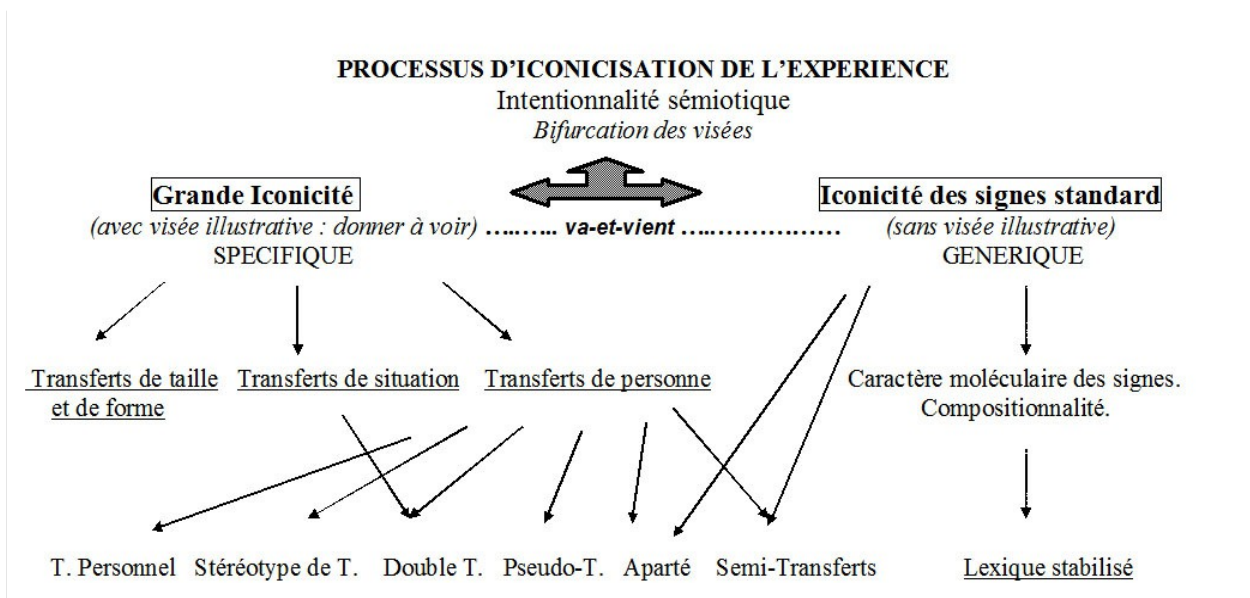 PROCESSUS D'ICONICISATION DE L'EXPERIENCE
Intentionnalité sémiotique
Bifurcation des visées
Grande Iconicité
Iconicité des signes standard
(avec visée illustrative : donner à voir) ……... va-et-vient ...………………
(sans visée illustrative)
SPECIFIQUE
GENERIQUE
Transferts de taille
et de forme
Transferts de situation
Transferts de personne
Caractère moléculaire des signes.
Compositionnalité.
T. Personnel
Stéréotype de T.
Double T.
Pseudo-T.
Aparté
Semi-Transferts
Lexique stabilisé